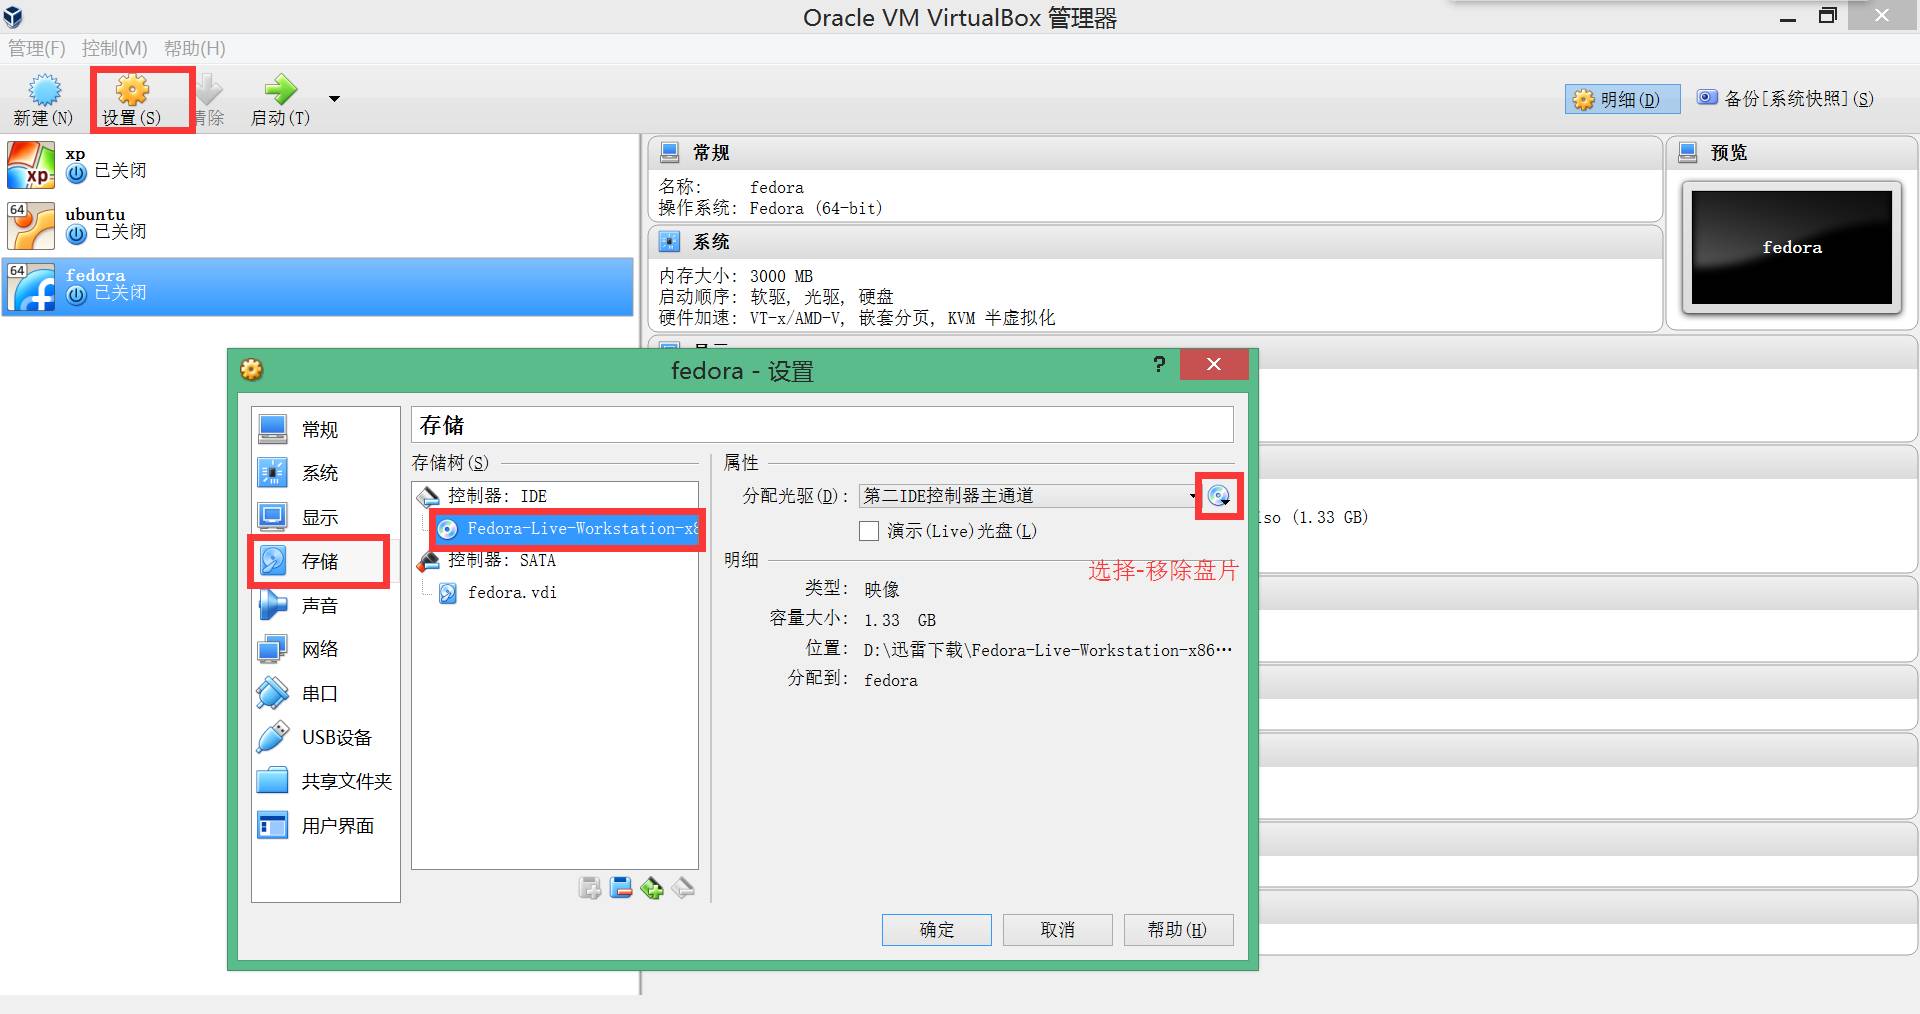 Oracle VM VirtualBox 管理器
管理(F) 控制(M) 帮助(H)
新建(N) 设置(S) 清除 启动(T) 明细(D) 备份[系统快照](S)
xp
已关闭
64 ubuntu
已关闭
64 fedora
已关闭
常规
名称: fedora
操作系统: Fedora (64-bit)
系统
内存大小: 3000 MB
启动顺序: 软驱, 光驱, 硬盘
硬件加速: VT-x/AMD-V, 嵌套分页, KVM 半虚拟化
预览
fedora
iso (1.33 GB)
fedora - 设置
常规
系统
显示
存储
声音
网络
串口
USB设备
共享文件夹
用户界面
存储
存储树(S)
控制器: IDE
Fedora-Live-Workstation-x8
控制器: SATA
fedora.vdi
属性
分配光驱(D): 第二IDE控制器主通道
演示(Live)光盘(L)
明细
选择-移除盘片
类型: 映像
容量大小: 1.33 GB
位置: D:\迅雷下载\Fedora-Live-Workstation-x86…
分配到: fedora
确定 取消 帮助(H)